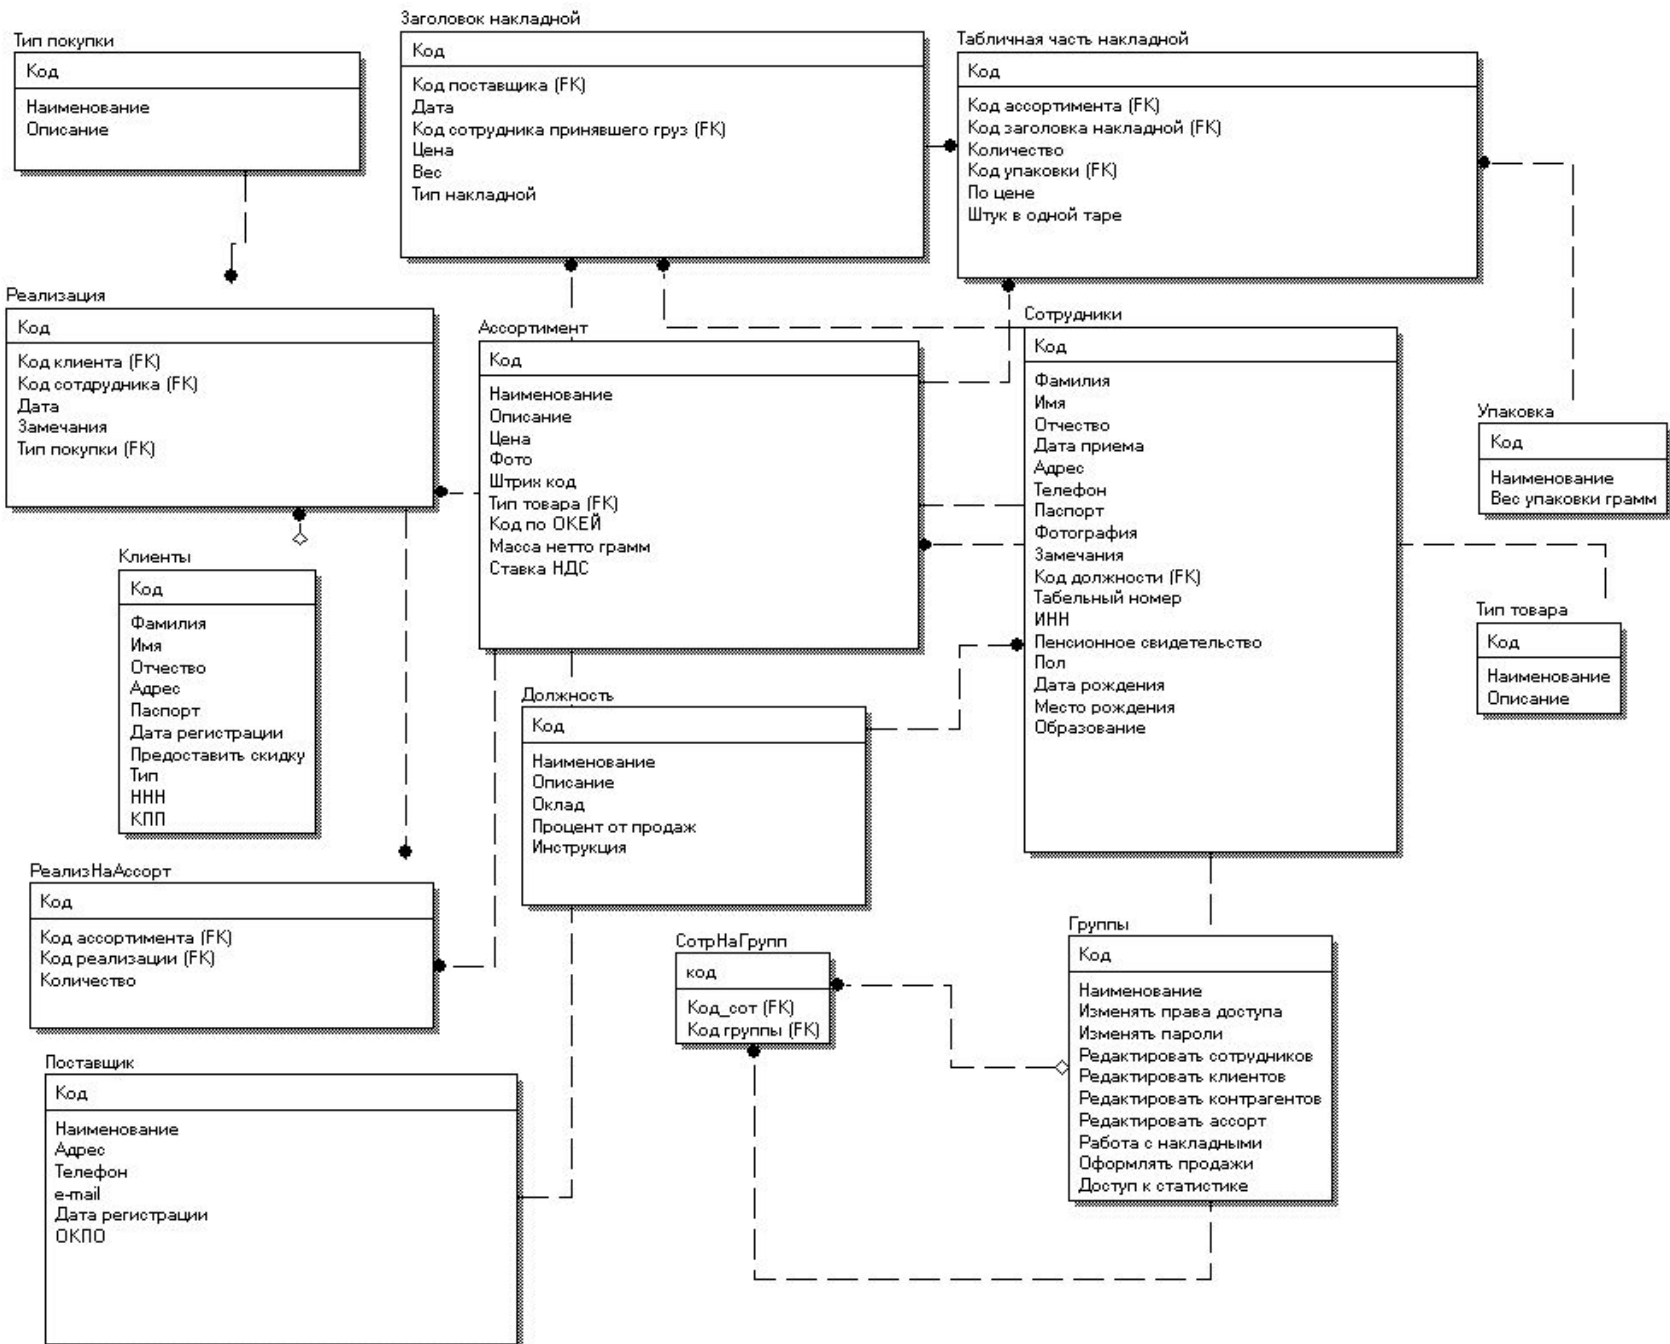 Тип покупки
Код
Наименование
Описание
Заголовок накладной
Код
Код поставщика (FK)
Дата
Код сотрудника принявшего груз (FK)
Цена
Вес
Тип накладной
Табличная часть накладной
Код
Код ассортимента (FK)
Код заголовка накладной (FK)
Количество
Код упаковки (FK)
По цене
Штук в одной таре
Реализация
Код
Код клиента (FK)
Код сотдрудника (FK)
Дата
Замечания
Тип покупки (FK)
Ассортимент
Код
Наименование
Описание
Цена
Фото
Штрих код
Тип товара (FK)
Код по ОКЕЙ
Масса нетто грамм
Ставка НДС
Сотрудники
Код
Фамилия
Имя
Отчество
Дата приема
Адрес
Телефон
Паспорт
Фотография
Замечания
Код должности (FK)
Табельный номер
ИНН
Пенсионное свидетельство
Пол
Дата рождения
Место рождения
Образование
Упаковка
Код
Наименование
Вес упаковки грамм
Клиенты
Код
Фамилия
Имя
Отчество
Адрес
Паспорт
Дата регистрации
Предоставить скидку
Тип
ННН
КПП
Тип товара
Код
Наименование
Описание
Должность
Код
Наименование
Описание
Оклад
Процент от продаж
Инструкция
РеализНаАссорт
Код
Код ассортимента (FK)
Код реализации (FK)
Количество
СотрНаГрупп
код
Код_сот (FK)
Код группы (FK)
Группы
Код
Наименование
Изменять права доступа
Изменять пароли
Редактировать сотрудников
Редактировать клиентов
Редактировать контрагентов
Редактировать ассорт
Работа с накладными
Оформлять продажи
Доступ к статистике
Поставщик
Код
Наименование
Адрес
Телефон
e-mail
Дата регистрации
ОКПО